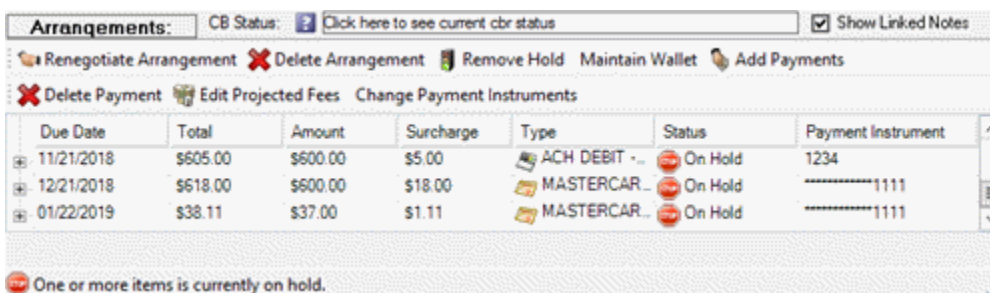 Arrangements: CB Status: ? Click here to see current cbr status Show Linked Notes
Renegotiate Arrangement Delete Arrangement Remove Hold Maintain Wallet Add Payments
Delete Payment Edit Projected Fees Change Payment Instruments
Due Date Total Amount Surcharge Type Status Payment Instrument
11/21/2018 $605.00 $600.00 $5.00 ACH DEBIT -... On Hold 1234
12/21/2018 $618.00 $600.00 $18.00 MASTERCAR... On Hold ************1111
01/22/2019 $38.11 $37.00 $1.11 MASTERCAR... On Hold ************1111
One or more items is currently on hold.